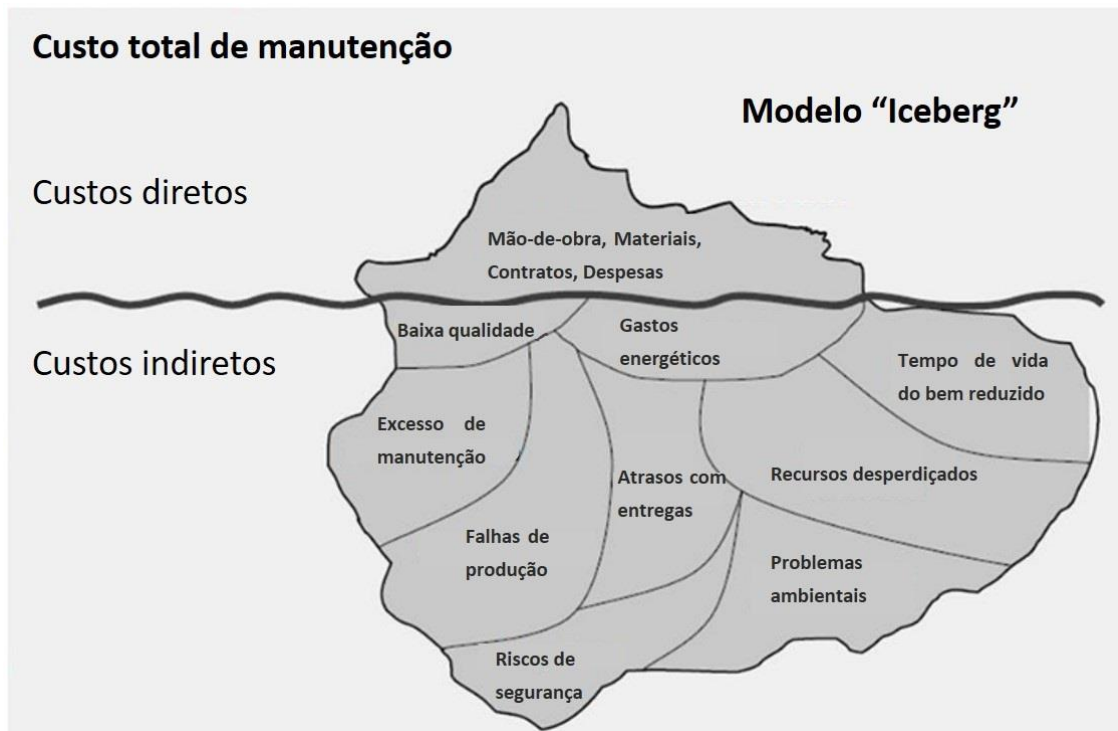 Custo total de manutenção
Modelo “Iceberg”
Custos diretos
Mão-de-obra, Materiais,
Contratos, Despesas
Custos indiretos
Baixa qualidade
Gastos
energéticos
Tempo de vida
do bem reduzido
Excesso de
manutenção
Atrasos com
entregas
Recursos desperdiçados
Falhas de
produção
Problemas
ambientais
Riscos de
segurança